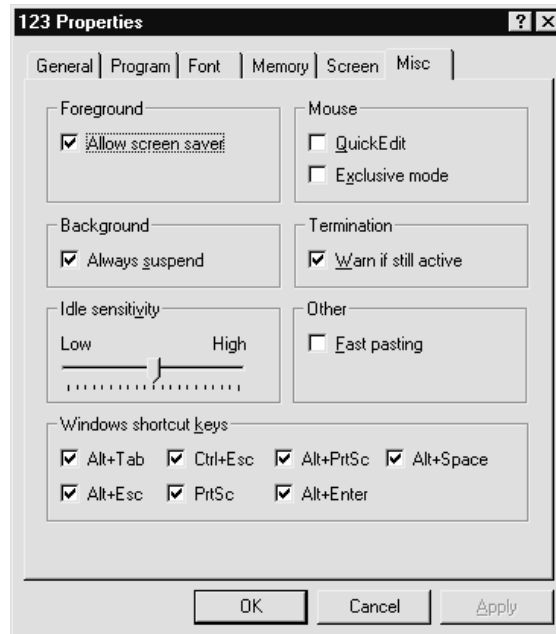 123 Properties
General Program Font Memory Screen Misc
Foreground
Allow screen saver
Mouse
QuickEdit
Exclusive mode
Background
Always suspend
Termination
Warn if still active
Idle sensitivity
Low High
Other
Fast pasting
Windows shortcut keys
Alt+Tab Ctrl+Esc Alt+PrtSc Alt+Space
Alt+Esc PrtSc Alt+Enter
OK Cancel Apply